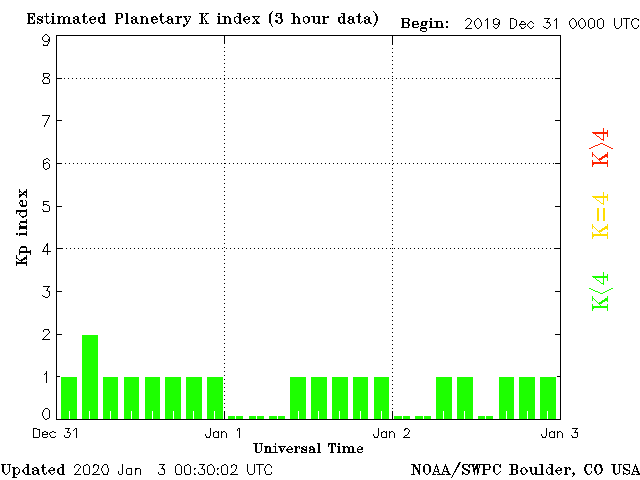 Estimated Planetary K index (3 hour data)
Begin: 2019 Dec 31 0000 UTC
9
8
7
6
5
4
3
2
1
0
Kp index
K>4
K=4
K<4
Dec 31
Jan 1
Jan 2
Jan 3
Universal Time
Updated 2020 Jan 3 00:30:02 UTC
NOAA/SWPC Boulder, CO USA